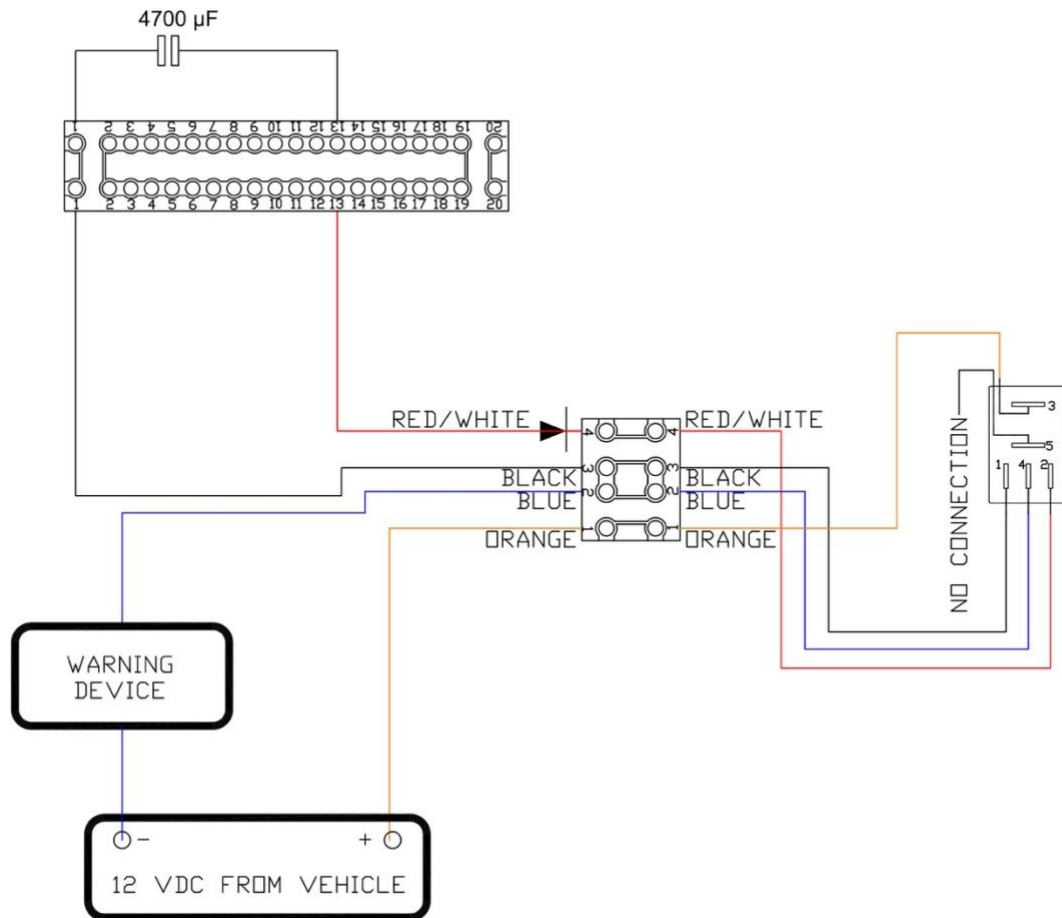 4700 µF
1 2 3 4 5 6 7 8 9 10 11 12 13 14 15 16 17 18 19 20
1 2 3 4 5 6 7 8 9 10 11 12 13 14 15 16 17 18 19 20
3
5
1 4 2
NO CONNECTION
RED/WHITE 4 4 RED/WHITE
3 3
BLACK BLACK
2 2
BLUE BLUE
1 1
ORANGE ORANGE
WARNING
DEVICE
- +
12 VDC FROM VEHICLE